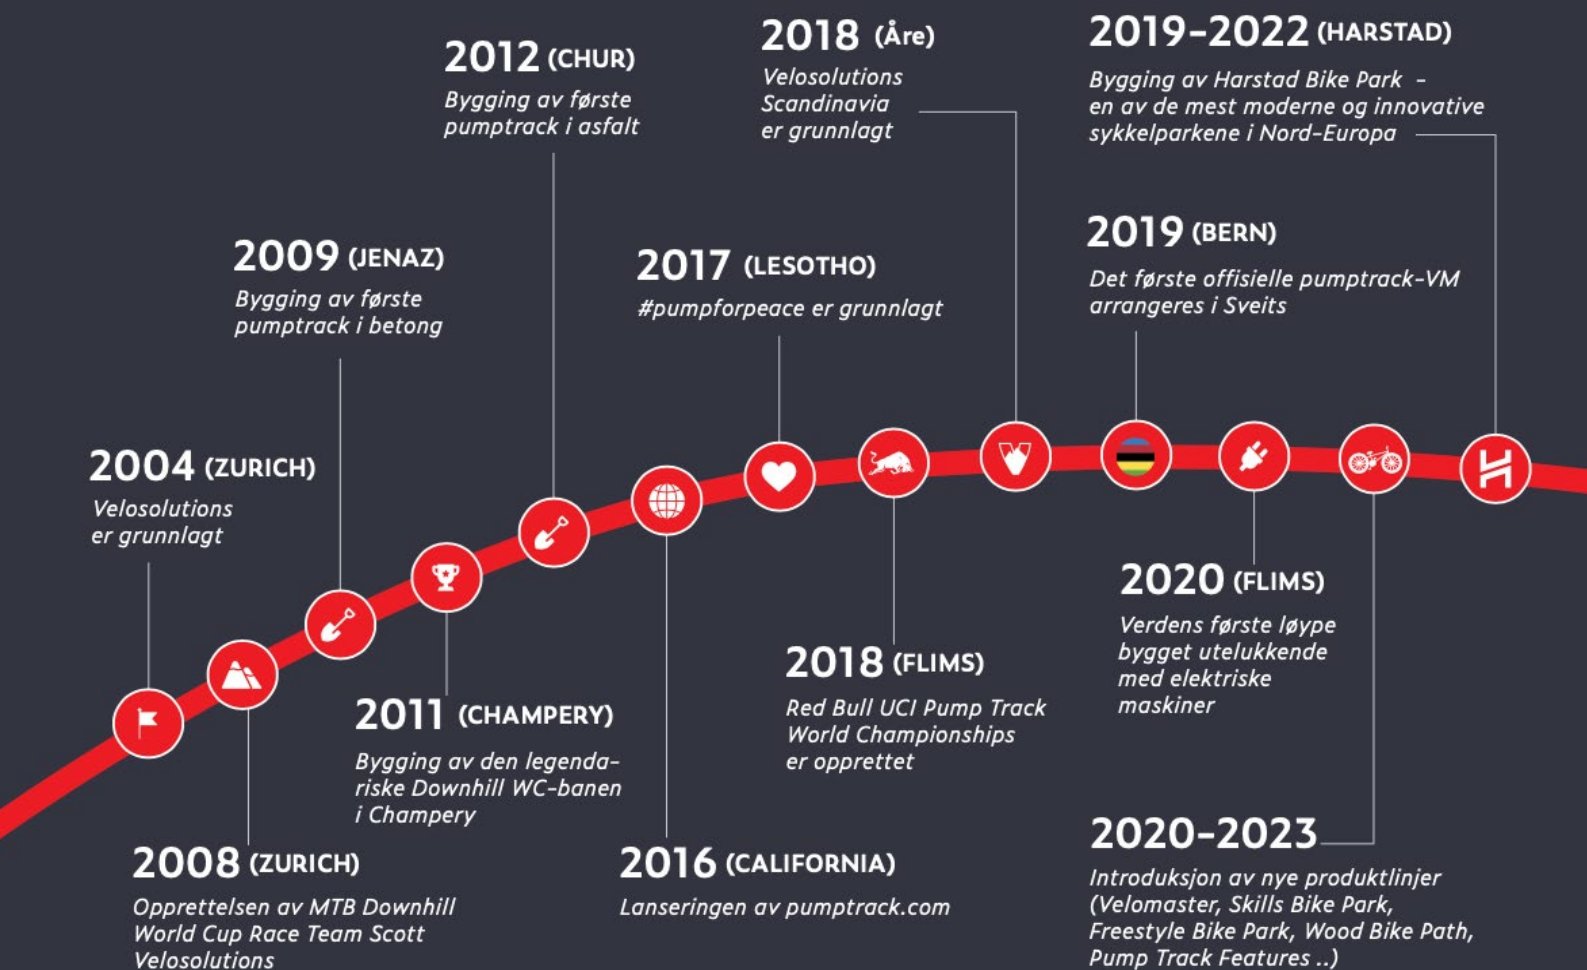 2004 (ZURICH)
Velosolutions
er grunnlagt
2008 (ZURICH)
Opprettelsen av MTB Downhill
World Cup Race Team Scott
Velosolutions
2009 (JENAZ)
Bygging av første
pumptrack i betong
2011 (CHAMPERY)
Bygging av den legenda-
riske Downhill WC-banen
i Champery
2012 (CHUR)
Bygging av første
pumptrack i asfalt
2016 (CALIFORNIA)
Lanseringen av pumptrack.com
2017 (LESOTHO)
#pumpforpeace er grunnlagt
2018 (FLIMS)
Red Bull UCI Pump Track
World Championships
er opprettet
2018 (Åre)
Velosolutions
Scandinavia
er grunnlagt
2019 (BERN)
Det første offisielle pumptrack-VM
arrangeres i Sveits
2020 (FLIMS)
Verdens første løype
bygget utelukkende
med elektriske
maskiner
2020-2023
Introduksjon av nye produktlinjer
(Velomaster, Skills Bike Park,
Freestyle Bike Park, Wood Bike Path,
Pump Track Features ..)
2019-2022 (HARSTAD)
Bygging av Harstad Bike Park -
en av de mest moderne og innovative
sykkelparkene i Nord-Europa